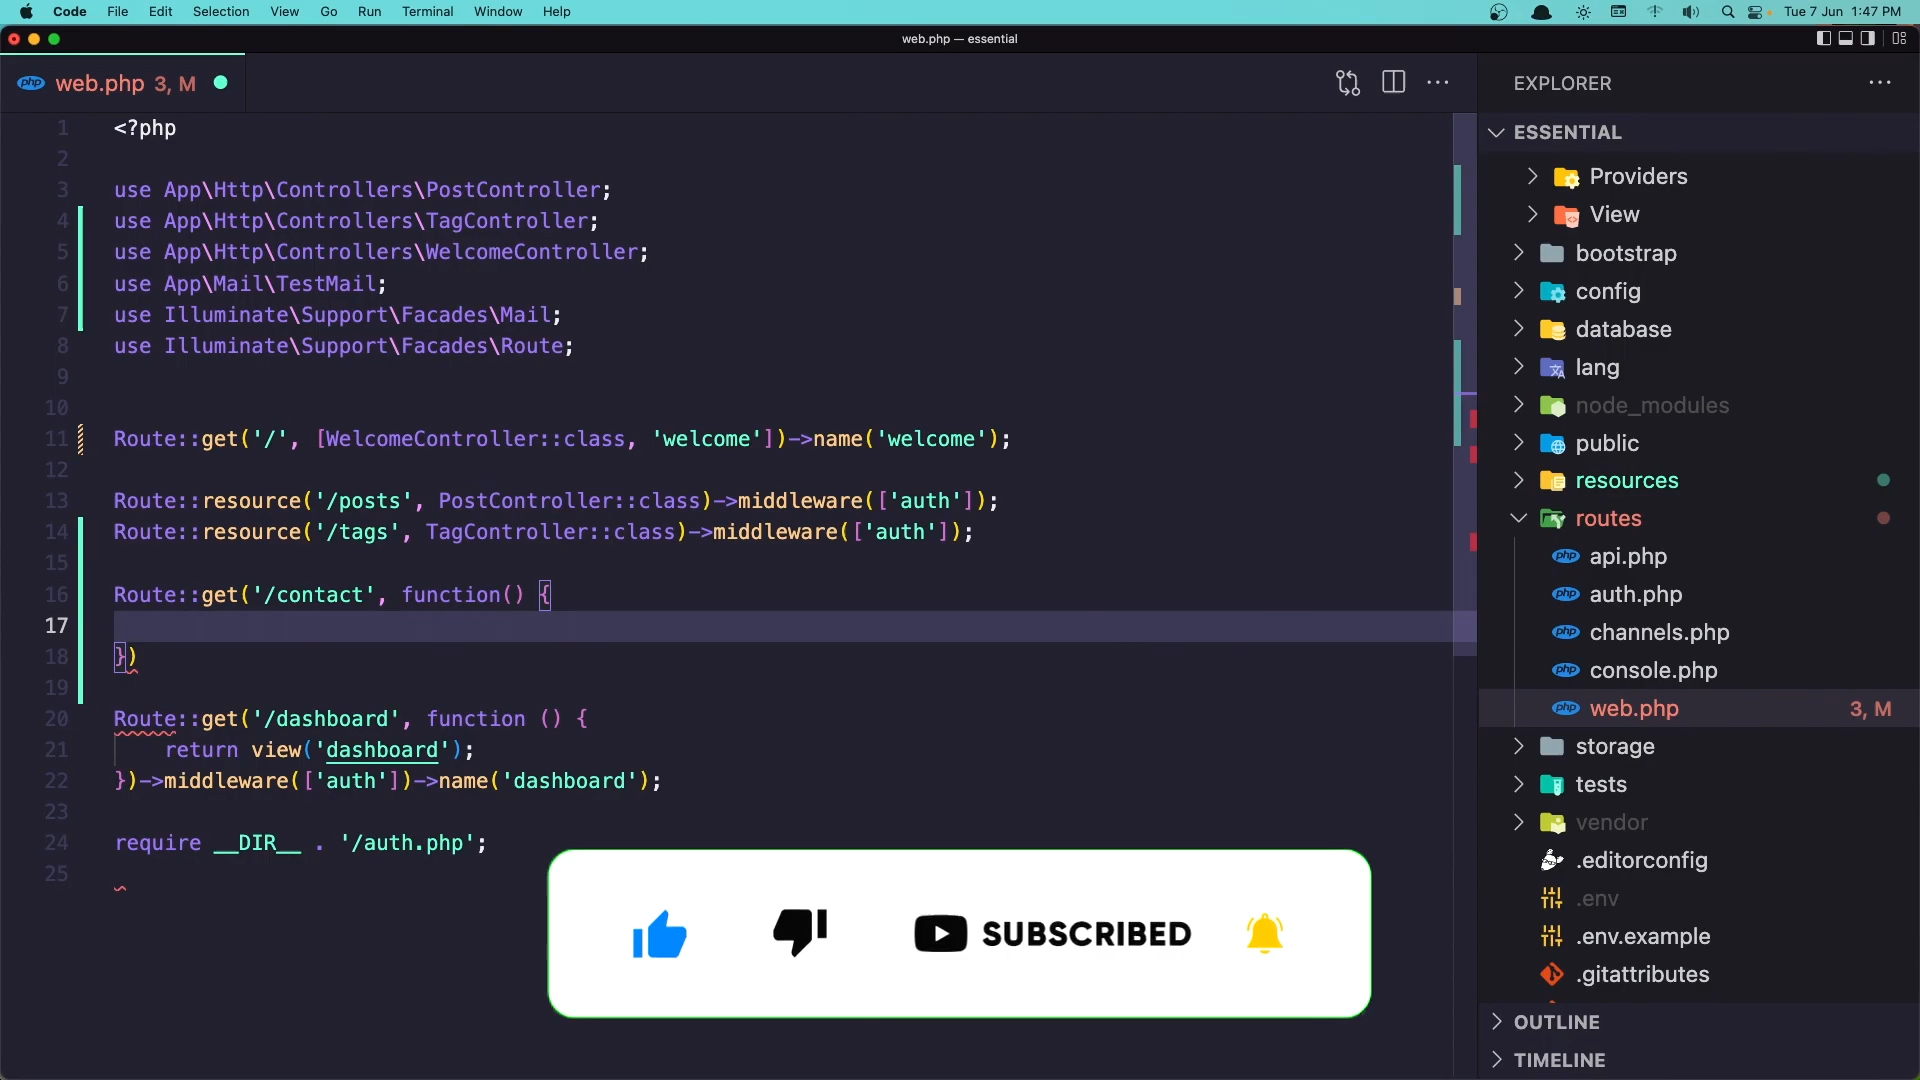 Code File Edit Selection View Go Run Terminal Window Help Tue 7 Jun 1:47 PM
web.php — essential
php web.php 3, M
1 <?php
2
3 use App\Http\Controllers\PostController;
4 use App\Http\Controllers\TagController;
5 use App\Http\Controllers\WelcomeController;
6 use App\Mail\TestMail;
7 use Illuminate\Support\Facades\Mail;
8 use Illuminate\Support\Facades\Route;
9
10
11 Route::get('/', [WelcomeController::class, 'welcome'])->name('welcome');
12
13 Route::resource('/posts', PostController::class)->middleware(['auth']);
14 Route::resource('/tags', TagController::class)->middleware(['auth']);
15
16 Route::get('/contact', function() {
17
18 })
19
20 Route::get('/dashboard', function () {
21 return view('dashboard');
22 })->middleware(['auth'])->name('dashboard');
23
24 require __DIR__ . '/auth.php';
25
SUBSCRIBED
EXPLORER
ESSENTIAL
Providers
View
bootstrap
config
database
lang
node_modules
public
resources
routes
php api.php
php auth.php
php channels.php
php console.php
php web.php 3, M
storage
tests
vendor
.editorconfig
.env
.env.example
.gitattributes
OUTLINE
TIMELINE